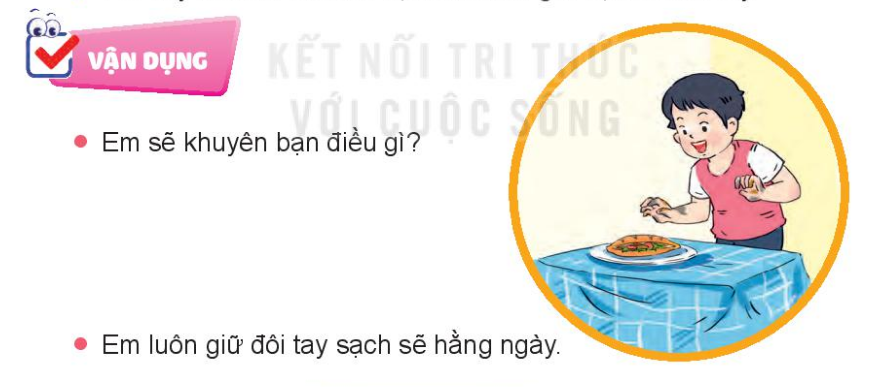 VẬN DỤNG
KẾT NỐI TRI THỨC
VỚI CUỘC SỐNG
Em sẽ khuyên bạn điều gì?
Em luôn giữ đôi tay sạch sẽ hằng ngày.